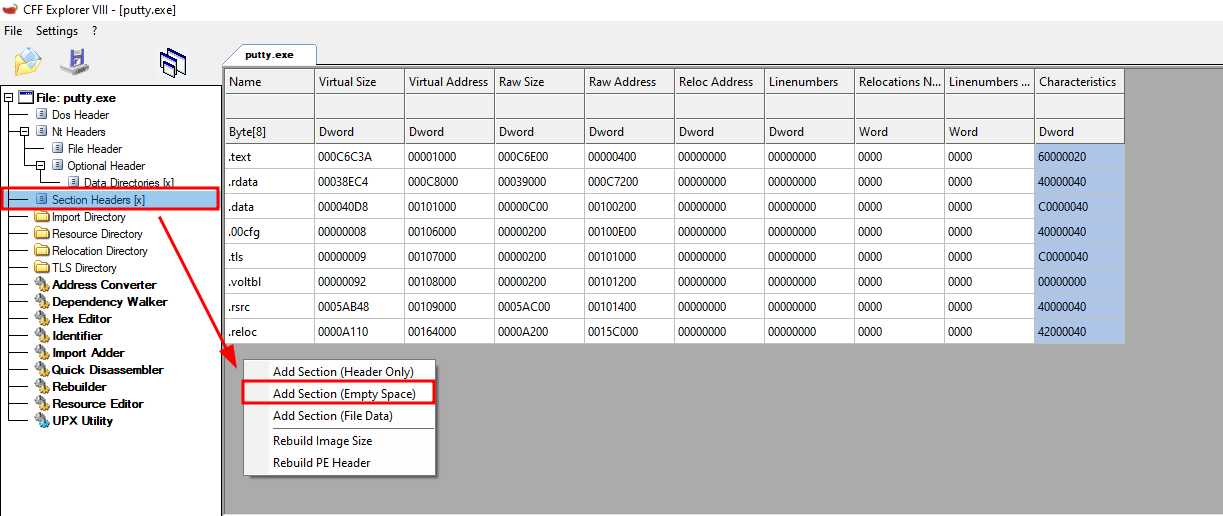 CFF Explorer VIII - [putty.exe]
File Settings ?
putty.exe
File: putty.exe
Dos Header
Nt Headers
File Header
Optional Header
Data Directories [x]
Section Headers [x]
Import Directory
Resource Directory
Relocation Directory
TLS Directory
Address Converter
Dependency Walker
Hex Editor
Identifier
Import Adder
Quick Disassembler
Rebuilder
Resource Editor
UPX Utility
Name Virtual Size Virtual Address Raw Size Raw Address Reloc Address Linenumbers Relocations N... Linenumbers ... Characteristics
Byte[8] Dword Dword Dword Dword Dword Dword Word Word Dword
.text 000C6C3A 00001000 000C6E00 00000400 00000000 00000000 0000 0000 60000020
.rdata 00038EC4 000C8000 00039000 000C7200 00000000 00000000 0000 0000 40000040
.data 000040D8 00101000 00000C00 00100200 00000000 00000000 0000 0000 C0000040
.00cfg 00000008 00106000 00000200 00100E00 00000000 00000000 0000 0000 40000040
.tls 00000009 00107000 00000200 00101000 00000000 00000000 0000 0000 C0000040
.voltbl 00000092 00108000 00000200 00101200 00000000 00000000 0000 0000 00000000
.rsrc 0005AB48 00109000 0005AC00 00101400 00000000 00000000 0000 0000 40000040
.reloc 0000A110 00164000 0000A200 0015C000 00000000 00000000 0000 0000 42000040
Add Section (Header Only)
Add Section (Empty Space)
Add Section (File Data)
Rebuild Image Size
Rebuild PE Header